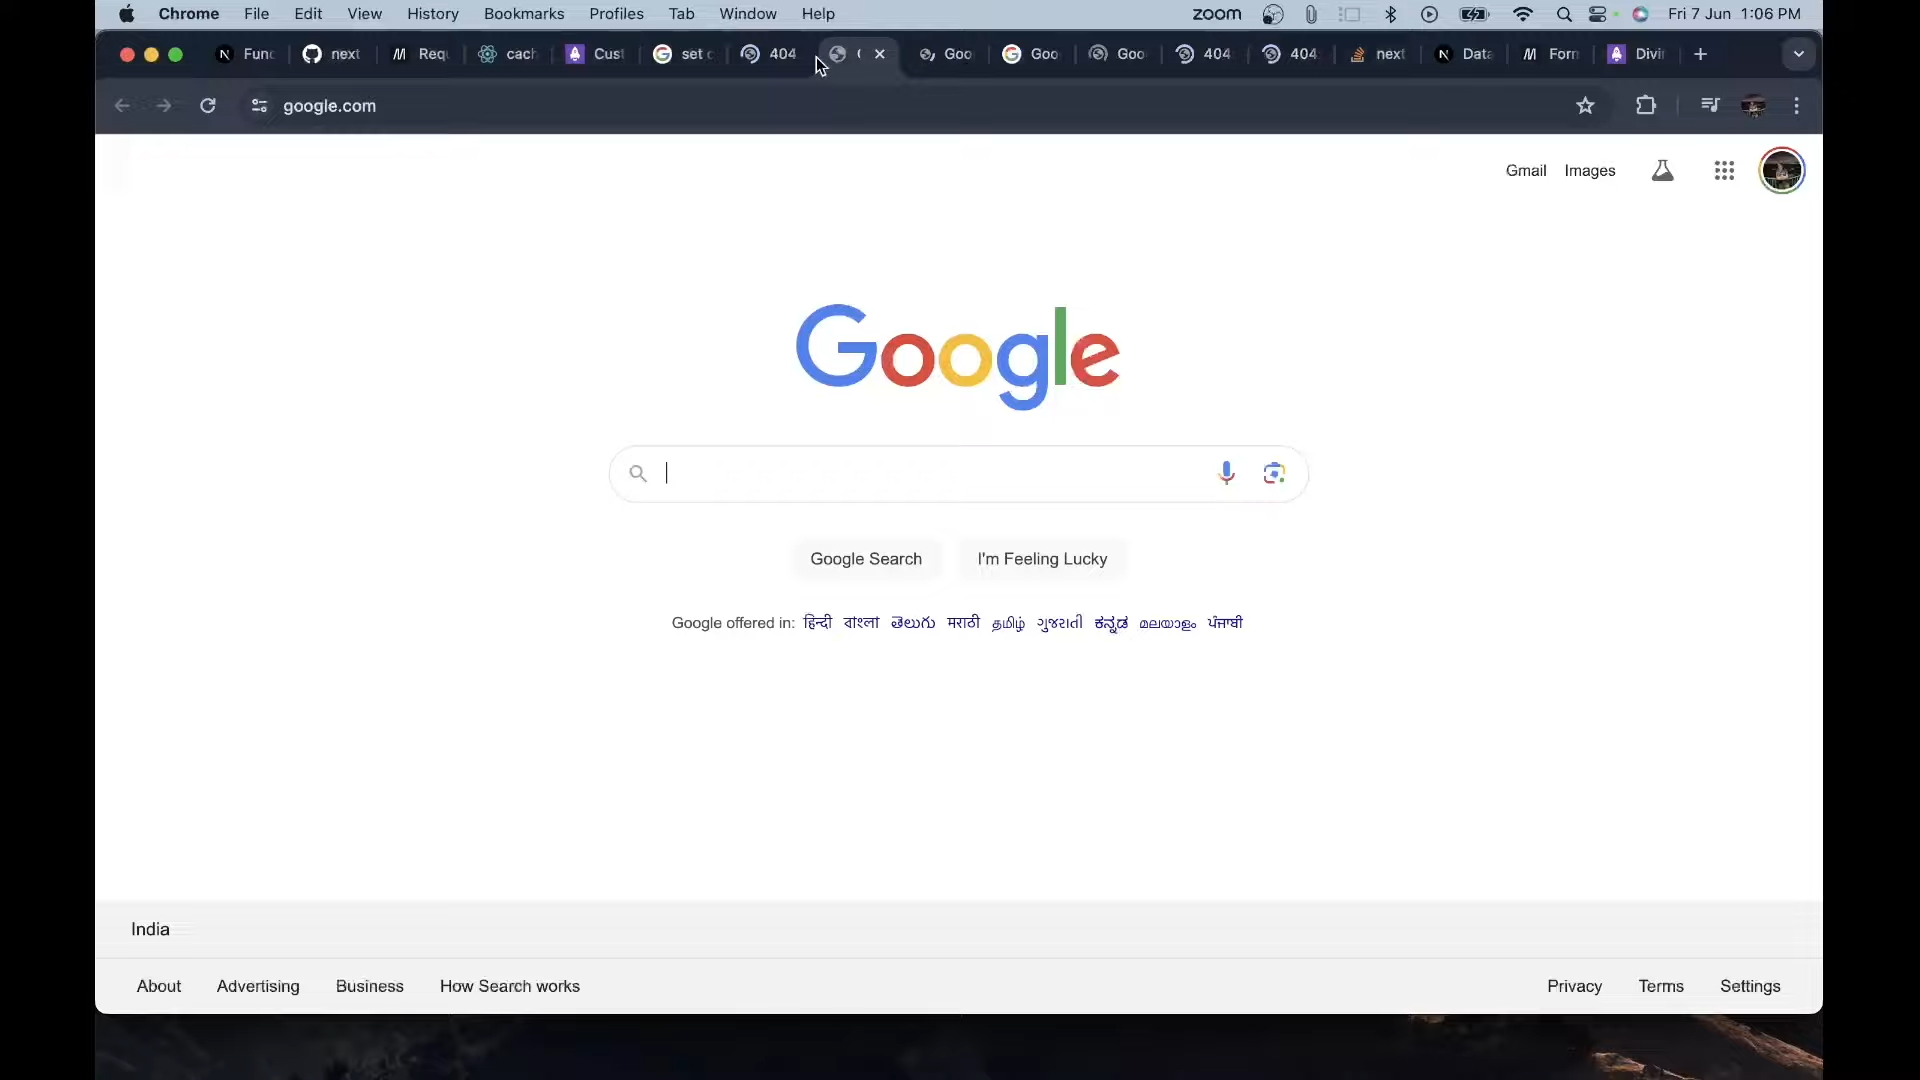 Chrome File Edit View History Bookmarks Profiles Tab Window Help zoom Fri 7 Jun 1:06 PM
Func next Requ cach Cust set c 404 Goo Goo Goo 404 404 next Data Form Divi
google.com
Gmail Images
Google
Google Search I'm Feeling Lucky
Google offered in: हिन्दी বাংলা తెలుగు मराठी தமிழ் ગુજરાતી ಕನ್ನಡ മലയാളം ਪੰਜਾਬੀ
India
About Advertising Business How Search works Privacy Terms Settings